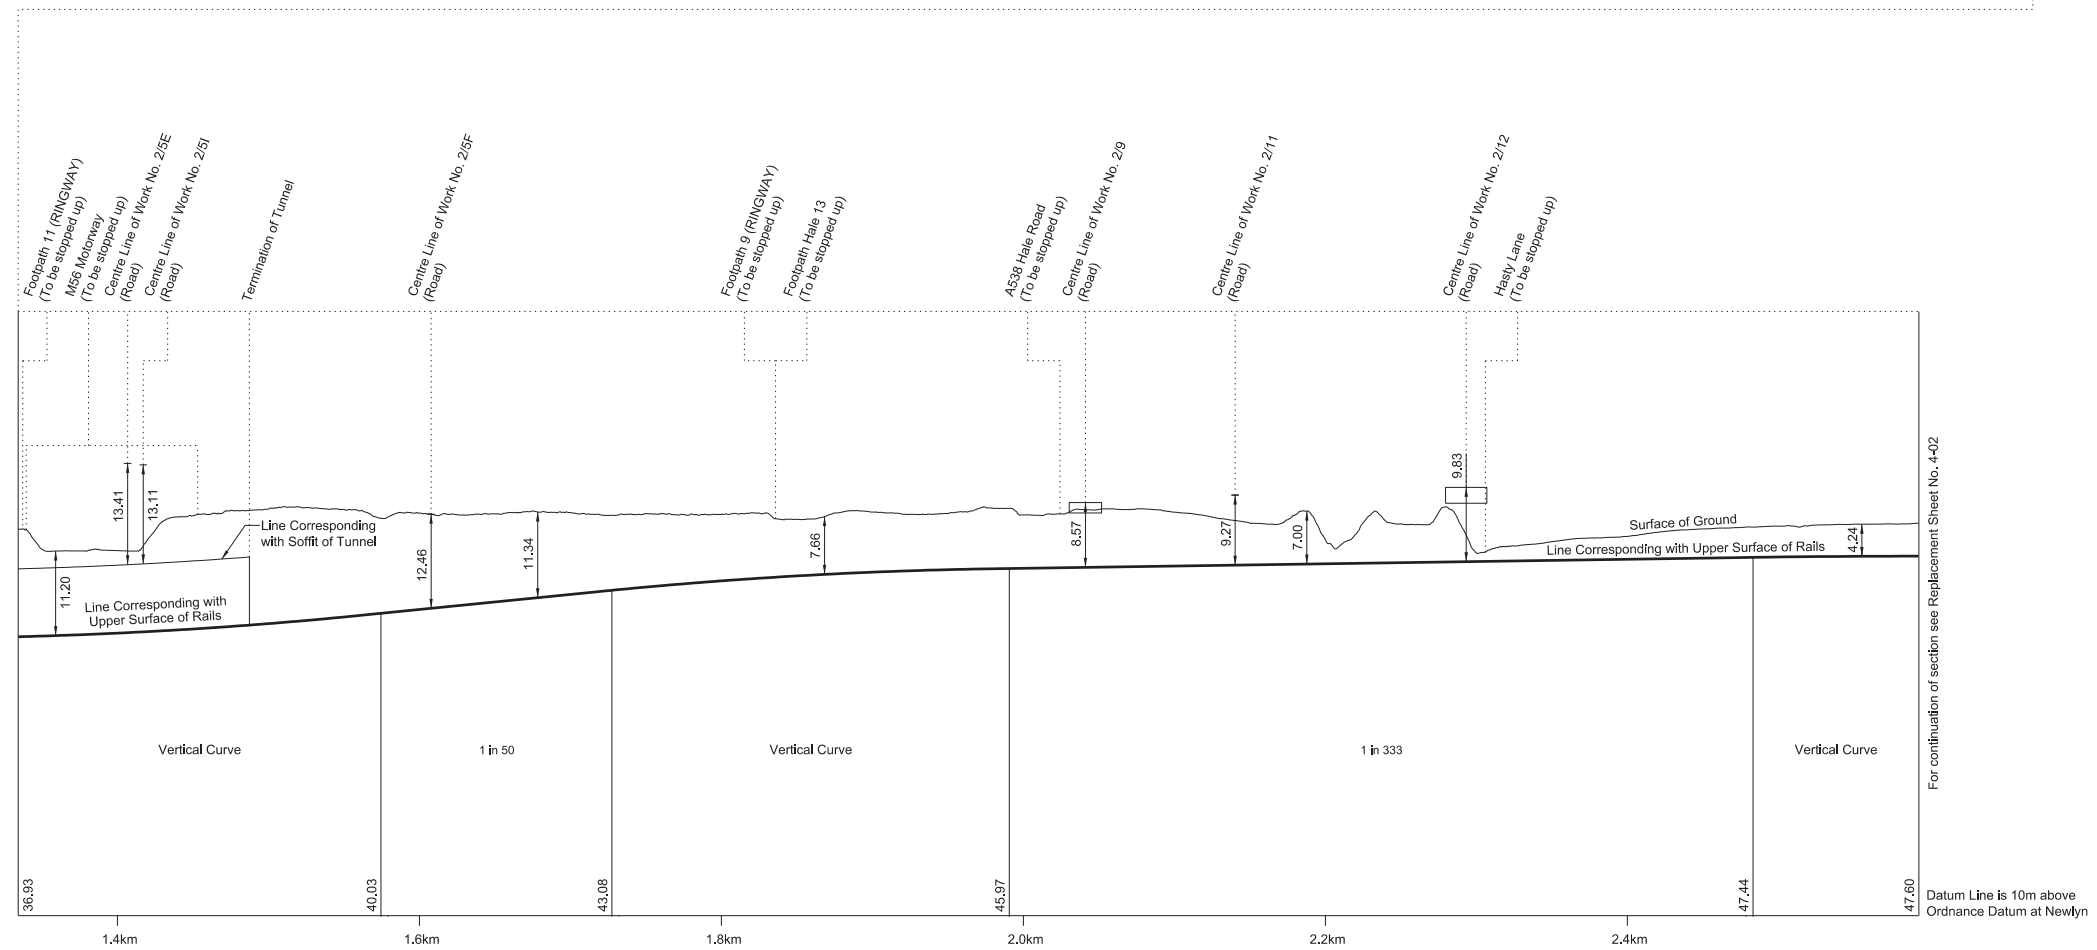 Footpath 11 (RINGWAY)
(To be stopped up)
M56 Motorway
(To be stopped up)
Centre Line of Work No. 2/5E
(Road)
Centre Line of Work No. 2/5I
(Road)
Termination of Tunnel
Centre Line of Work No. 2/5F
(Road)
Footpath 9 (RINGWAY)
(To be stopped up)
Footpath Hale 13
(To be stopped up)
A538 Hale Road
(To be stopped up)
Centre Line of Work No. 2/9
(Road)
Centre Line of Work No. 2/11
(Road)
Centre Line of Work No. 2/12
(Road)
Hasty Lane
(To be stopped up)
11.20
13.41
13.11
Line Corresponding
with Soffit of Tunnel
Line Corresponding with
Upper Surface of Rails
12.46
11.34
7.66
8.57
9.27
7.00
9.83
Surface of Ground
Line Corresponding with Upper Surface of Rails
4.24
For continuation of section see Replacement Sheet No. 4-02
Vertical Curve
1 in 50
Vertical Curve
1 in 333
Vertical Curve
36.93
40.03
43.08
45.97
47.44
47.60
Datum Line is 10m above
Ordnance Datum at Newlyn
1.4km
1.6km
1.8km
2.0km
2.2km
2.4km